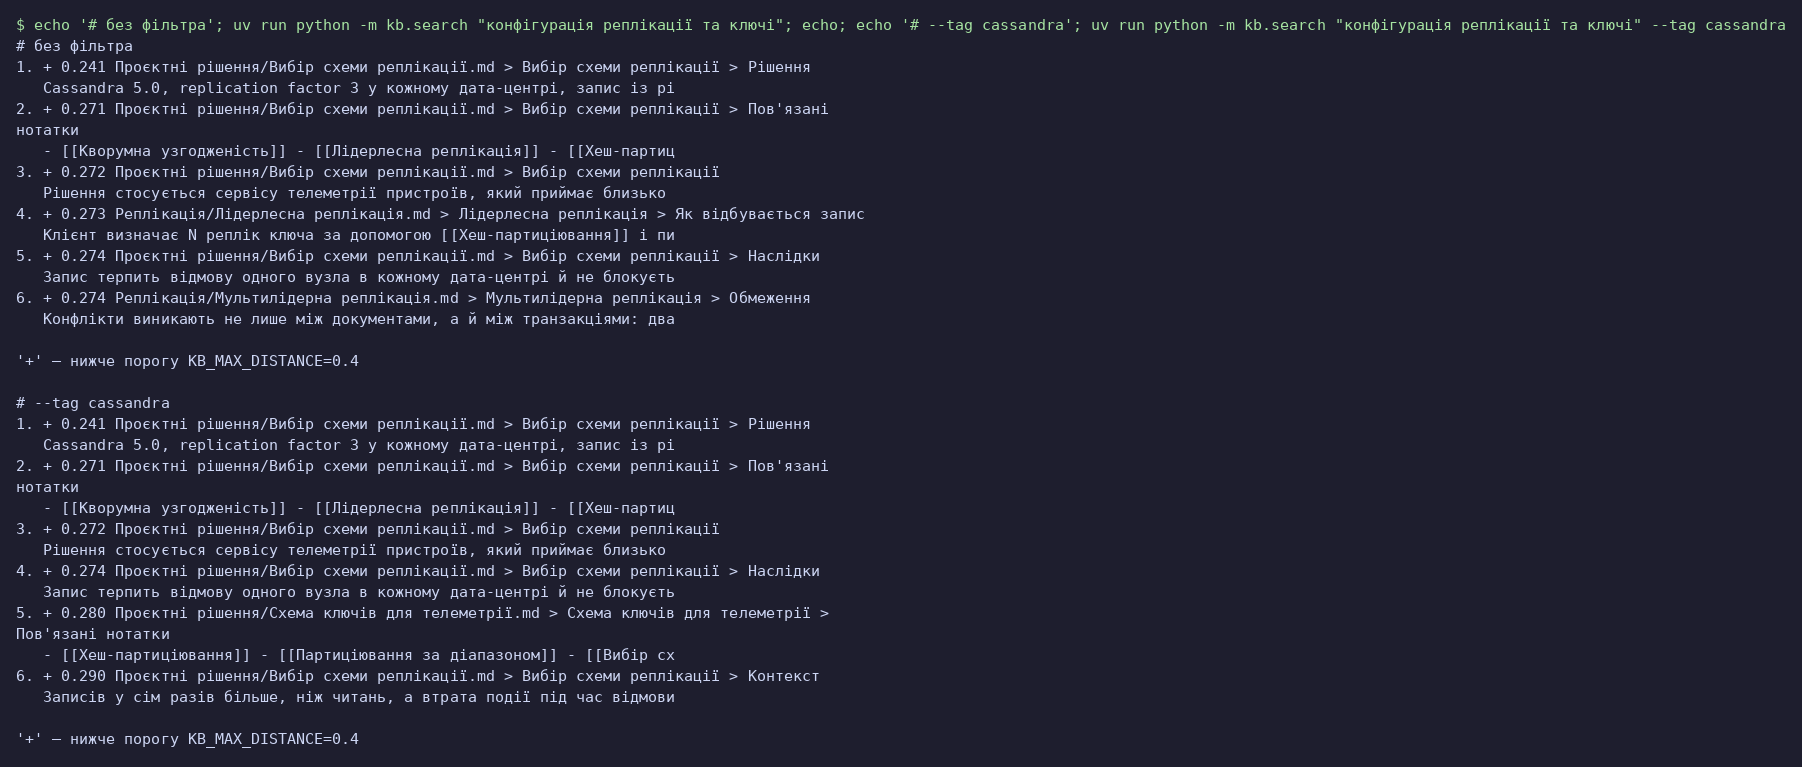 $ echo '# без фільтра'; uv run python -m kb.search "конфігурація реплікації та ключі"; echo; echo '# --tag cassandra'; uv run python -m kb.search "конфігурація реплікації та ключі" --tag cassandra
# без фільтра
1. + 0.241 Проєктні рішення/Вибір схеми реплікації.md > Вибір схеми реплікації > Рішення
   Cassandra 5.0, replication factor 3 у кожному дата-центрі, запис із рі
2. + 0.271 Проєктні рішення/Вибір схеми реплікації.md > Вибір схеми реплікації > Пов'язані
нотатки
   - [[Кворумна узгодженість]] - [[Лідерлесна реплікація]] - [[Хеш-партиц
3. + 0.272 Проєктні рішення/Вибір схеми реплікації.md > Вибір схеми реплікації
   Рішення стосується сервісу телеметрії пристроїв, який приймає близько
4. + 0.273 Реплікація/Лідерлесна реплікація.md > Лідерлесна реплікація > Як відбувається запис
   Клієнт визначає N реплік ключа за допомогою [[Хеш-партиціювання]] і пи
5. + 0.274 Проєктні рішення/Вибір схеми реплікації.md > Вибір схеми реплікації > Наслідки
   Запис терпить відмову одного вузла в кожному дата-центрі й не блокуєть
6. + 0.274 Реплікація/Мультилідерна реплікація.md > Мультилідерна реплікація > Обмеження
   Конфлікти виникають не лише між документами, а й між транзакціями: два

'+' — нижче порогу KB_MAX_DISTANCE=0.4

# --tag cassandra
1. + 0.241 Проєктні рішення/Вибір схеми реплікації.md > Вибір схеми реплікації > Рішення
   Cassandra 5.0, replication factor 3 у кожному дата-центрі, запис із рі
2. + 0.271 Проєктні рішення/Вибір схеми реплікації.md > Вибір схеми реплікації > Пов'язані
нотатки
   - [[Кворумна узгодженість]] - [[Лідерлесна реплікація]] - [[Хеш-партиц
3. + 0.272 Проєктні рішення/Вибір схеми реплікації.md > Вибір схеми реплікації
   Рішення стосується сервісу телеметрії пристроїв, який приймає близько
4. + 0.274 Проєктні рішення/Вибір схеми реплікації.md > Вибір схеми реплікації > Наслідки
   Запис терпить відмову одного вузла в кожному дата-центрі й не блокуєть
5. + 0.280 Проєктні рішення/Схема ключів для телеметрії.md > Схема ключів для телеметрії >
Пов'язані нотатки
   - [[Хеш-партиціювання]] - [[Партиціювання за діапазоном]] - [[Вибір сх
6. + 0.290 Проєктні рішення/Вибір схеми реплікації.md > Вибір схеми реплікації > Контекст
   Записів у сім разів більше, ніж читань, а втрата події під час відмови

'+' — нижче порогу KB_MAX_DISTANCE=0.4